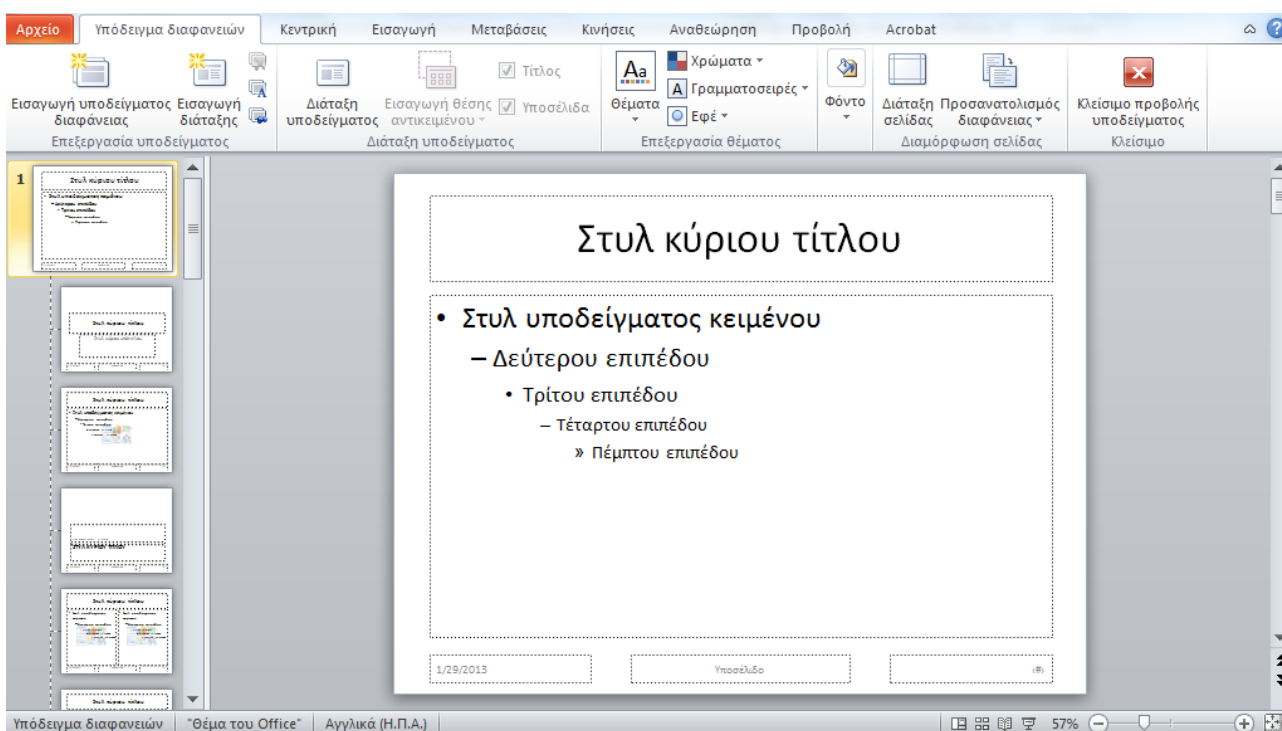 Αρχείο Υπόδειγμα διαφανειών Κεντρική Εισαγωγή Μεταβάσεις Κινήσεις Αναθεώρηση Προβολή Acrobat
Εισαγωγή υποδείγματος διαφάνειας
Εισαγωγή διάταξης
Επεξεργασία υποδείγματος
Διάταξη υποδείγματος
Εισαγωγή θέσης αντικειμένου
Τίτλος
Υποσέλιδα
Διάταξη υποδείγματος
Aa
Θέματα
Χρώματα
A Γραμματοσειρές
Εφέ
Επεξεργασία θέματος
Φόντο
Διάταξη σελίδας
Προσανατολισμός διαφάνειας
Διαμόρφωση σελίδας
Κλείσιμο προβολής υποδείγματος
Κλείσιμο
1
Στυλ κύριου τίτλου
• Στυλ υποδείγματος κειμένου
– Δεύτερου επιπέδου
• Τρίτου επιπέδου
– Τέταρτου επιπέδου
» Πέμπτου επιπέδου
1/29/2013 Υποσέλιδο ‹#›
Υπόδειγμα διαφανειών "Θέμα του Office" Αγγλικά (Η.Π.Α.) 57%